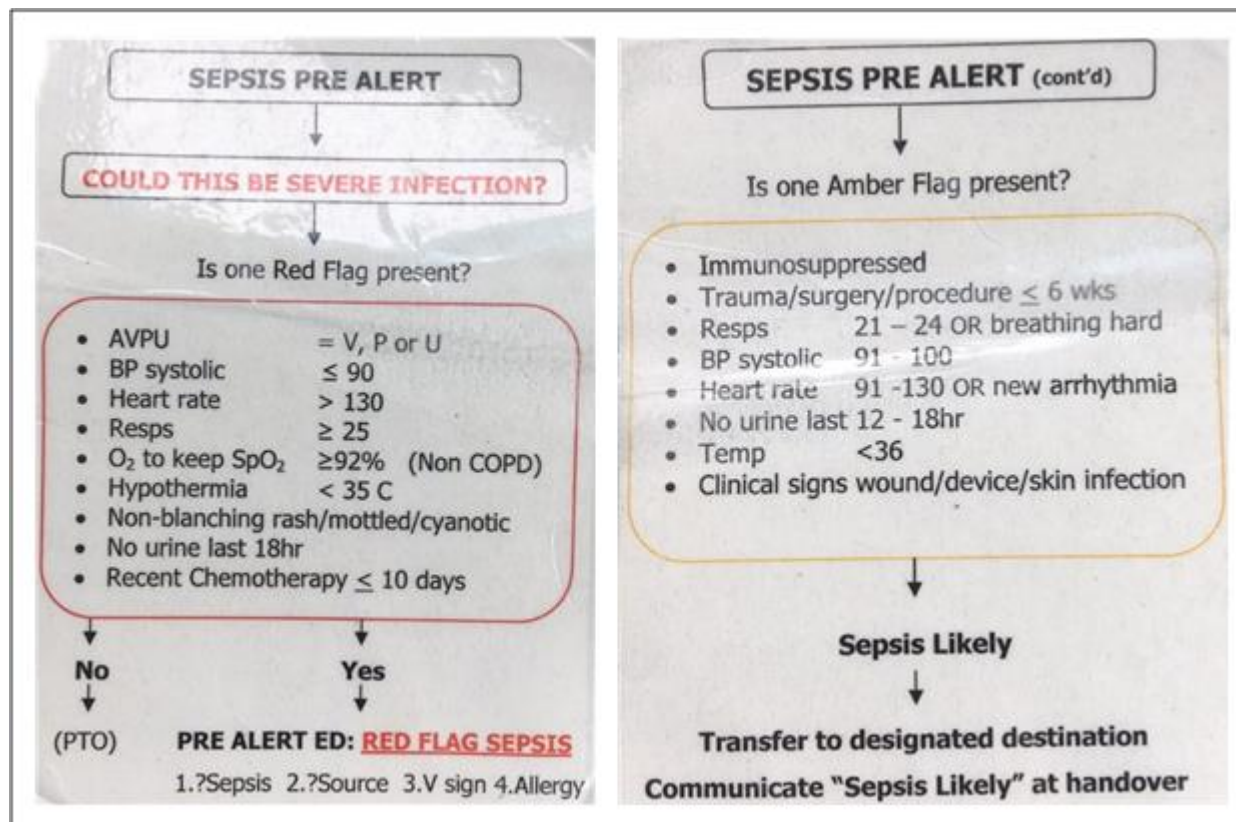 SEPSIS PRE ALERT
COULD THIS BE SEVERE INFECTION?
Is one Red Flag present?
• AVPU = V, P or U
• BP systolic ≤ 90
• Heart rate > 130
• Resps ≥ 25
• O₂ to keep SpO₂ ≥92% (Non COPD)
• Hypothermia < 35 C
• Non-blanching rash/mottled/cyanotic
• No urine last 18hr
• Recent Chemotherapy ≤ 10 days
No Yes
(PTO) PRE ALERT ED: RED FLAG SEPSIS
1.?Sepsis 2.?Source 3.V sign 4.Allergy
SEPSIS PRE ALERT (cont'd)
Is one Amber Flag present?
• Immunosuppressed
• Trauma/surgery/procedure ≤ 6 wks
• Resps 21 – 24 OR breathing hard
• BP systolic 91 - 100
• Heart rate 91 -130 OR new arrhythmia
• No urine last 12 - 18hr
• Temp <36
• Clinical signs wound/device/skin infection
Sepsis Likely
Transfer to designated destination
Communicate “Sepsis Likely” at handover